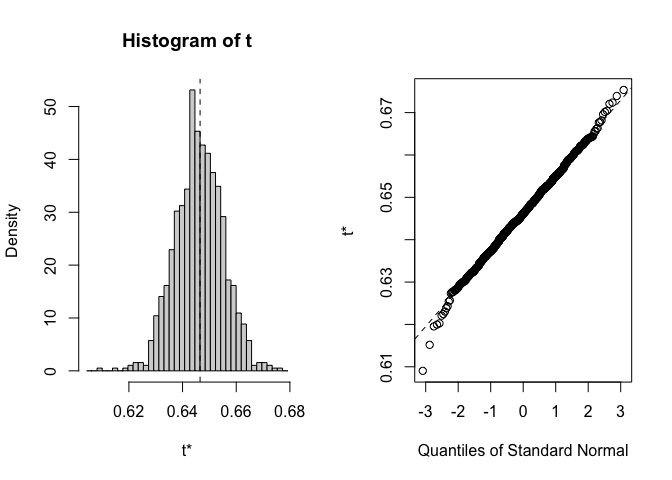 Histogram of t
Density
0 10 20 30 40 50
0.62 0.64 0.66 0.68
t*
t*
0.61 0.63 0.65 0.67
-3 -2 -1 0 1 2 3
Quantiles of Standard Normal